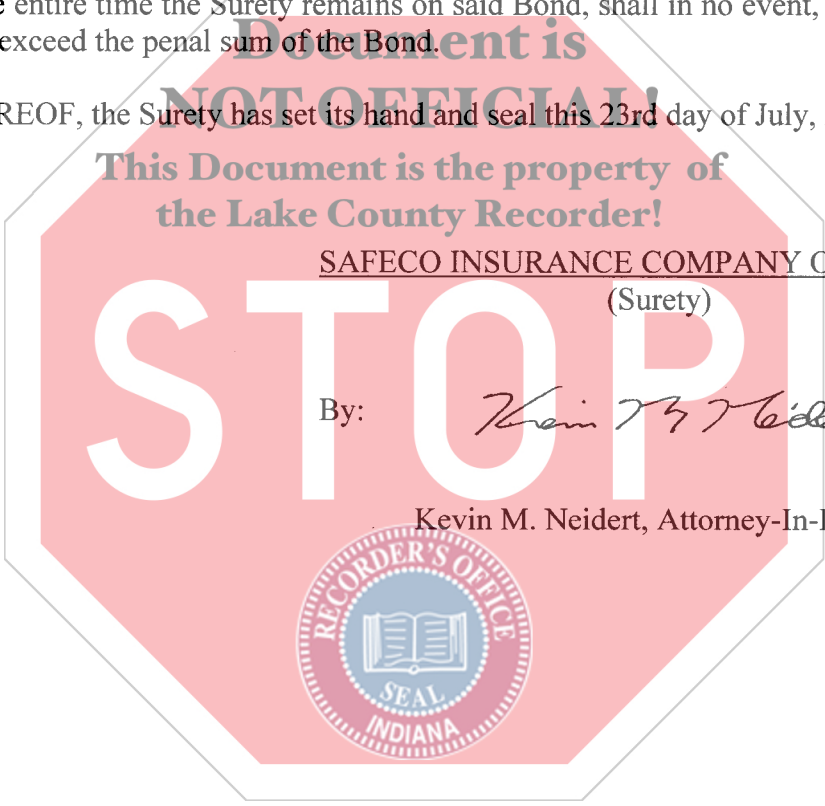 entire time the Surety remains on said Bond, shall in no event,
exceed the penal sum of the Bond.
Document is
NOT OFFICIAL!
REOF, the Surety has set its hand and seal this 23rd day of July,
This Document is the property of
the Lake County Recorder!
SAFECO INSURANCE COMPANY O
(Surety)
STOP
By: Kevin M Neide
Kevin M. Neidert, Attorney-In-
RECORDER'S OFFICE
SEAL
INDIANA